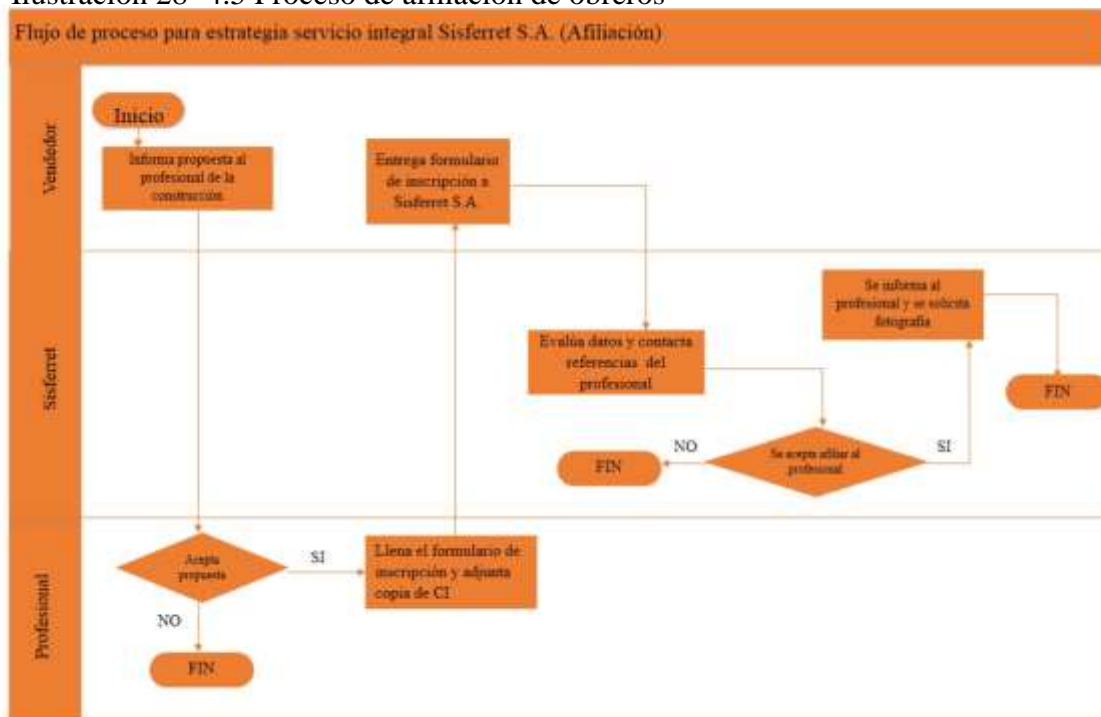 Ilustración 28- 4.3 Proceso de afiliación de obreros
Flujo de proceso para estrategia servicio integral Sisferret S.A. (Afiliación)
Vendedor
Inicio
Informa propuesta al
profesional de la
construcción
Entrega formulario
de inscripción a
Sisferret S.A.
Sisferret
Evalúa datos y contacta
referencias del
profesional
Se informa al
profesional y se solicita
fotografía
FIN
Se acepta afiliar al
profesional
NO
SI
FIN
Profesional
Acepta
propuesta
SI
Llena el formulario de
inscripción y adjunta
copia de CI
NO
FIN